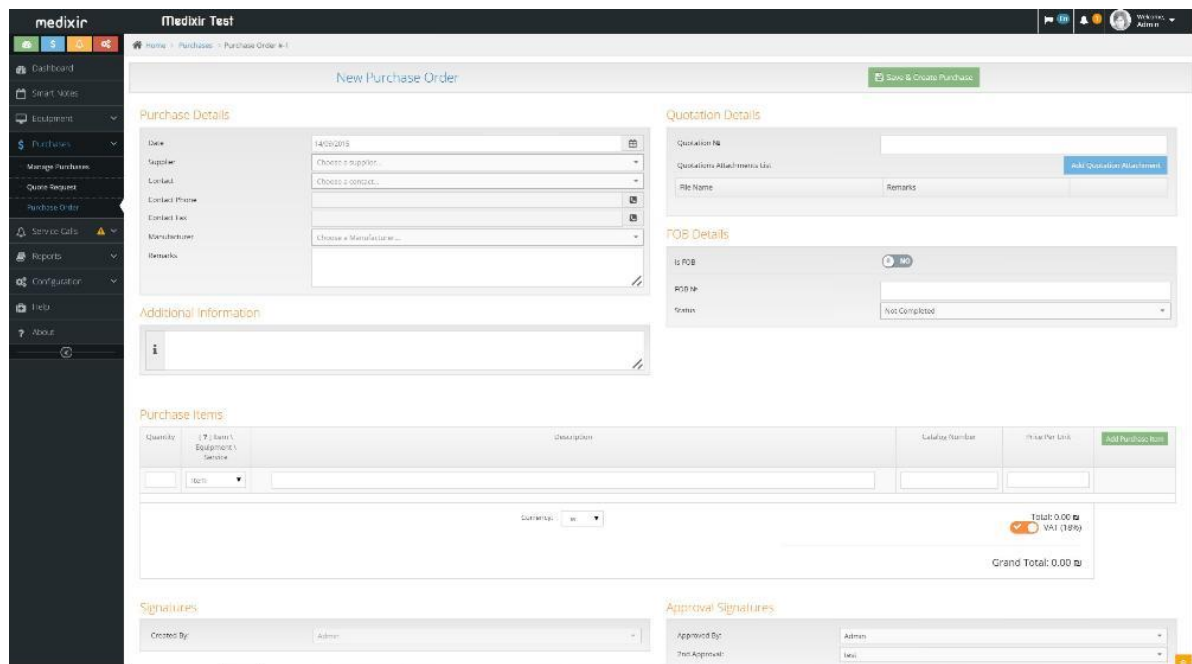 medixir
Medixir Test
En
Welcome,
Admin
Home > Purchases > Purchase Order #-1
Dashboard
Smart Notes
Equipment
Purchases
Manage Purchases
Quote Request
Purchase Order
Service Calls
Reports
Configuration
Help
About
New Purchase Order
Save & Create Purchase
Purchase Details
Date
14/09/2015
Supplier
Choose a supplier...
Contact
Choose a contact...
Contact Phone
Contact Fax
Manufacturer
Choose a Manufacturer...
Remarks
Additional Information
Quotation Details
Quotation №
Quotations Attachments List
Add Quotation Attachment
File Name Remarks
FOB Details
Is FOB
NO
FOB №
Status
Not Completed
Purchase Items
Quantity
[ ? ] Item \
Equipment \
Service
Description
Catalog Number
Price Per Unit
Add Purchase Item
Item
Currency: ₪
Total: 0.00 ₪
VAT (18%)
Grand Total: 0.00 ₪
Signatures
Created By:
Admin
Approval Signatures
Approved By:
Admin
2nd Approval:
test